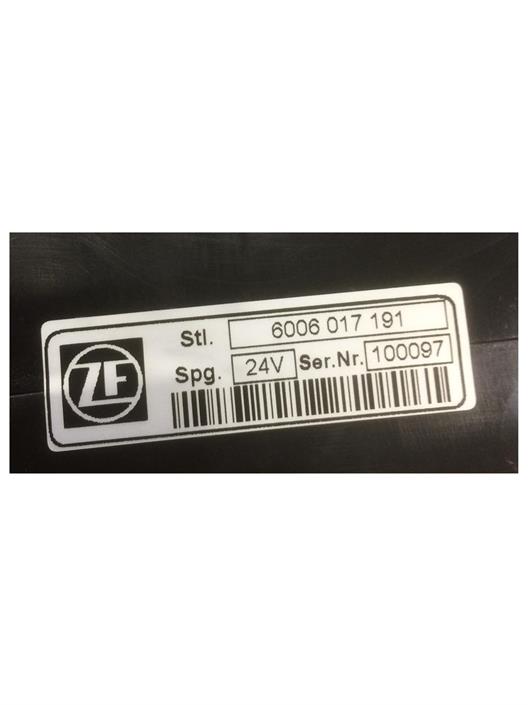 ZF
Stl. 6006 017 191
Spg. 24V Ser.Nr. 100097